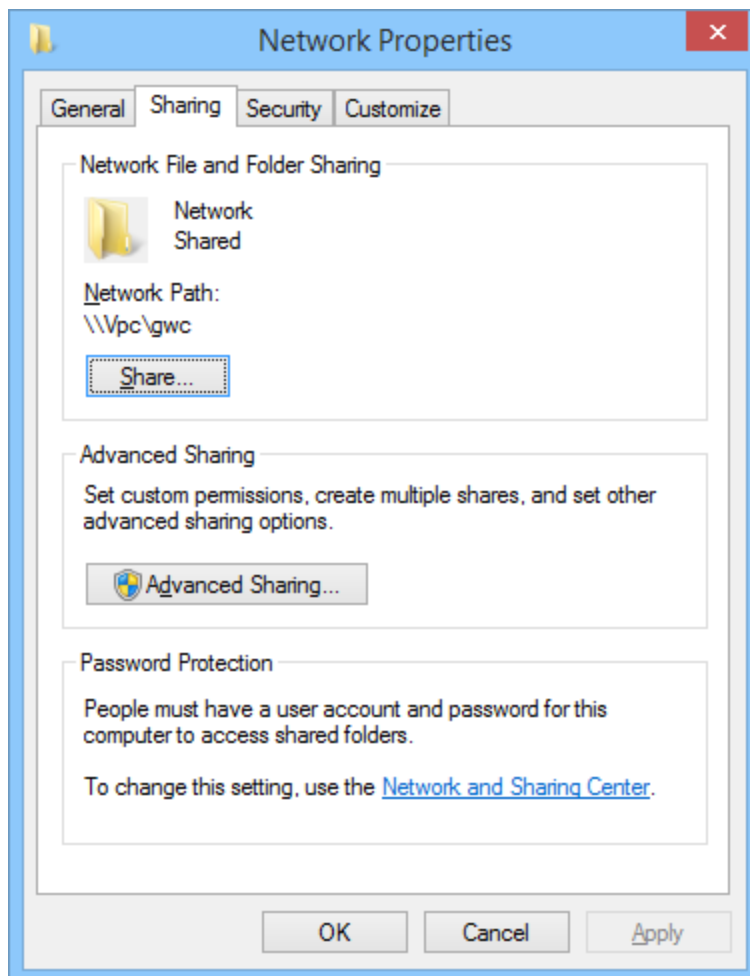 Network Properties
General
Sharing
Security
Customize
Network File and Folder Sharing
Network
Shared
Network Path:
\\Vpc\gwc
Share...
Advanced Sharing
Set custom permissions, create multiple shares, and set other
advanced sharing options.
Advanced Sharing...
Password Protection
People must have a user account and password for this
computer to access shared folders.
To change this setting, use the Network and Sharing Center.
OK
Cancel
Apply